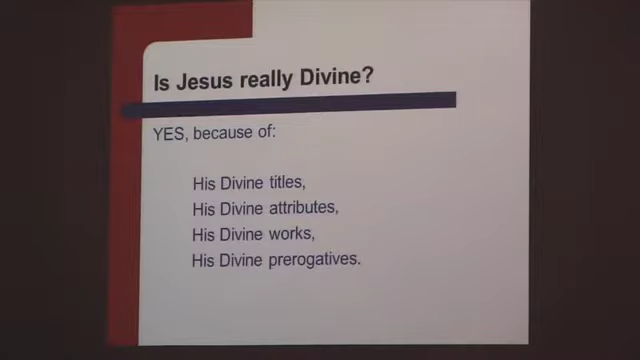 Is Jesus really Divine?
YES, because of:
His Divine titles,
His Divine attributes,
His Divine works,
His Divine prerogatives.